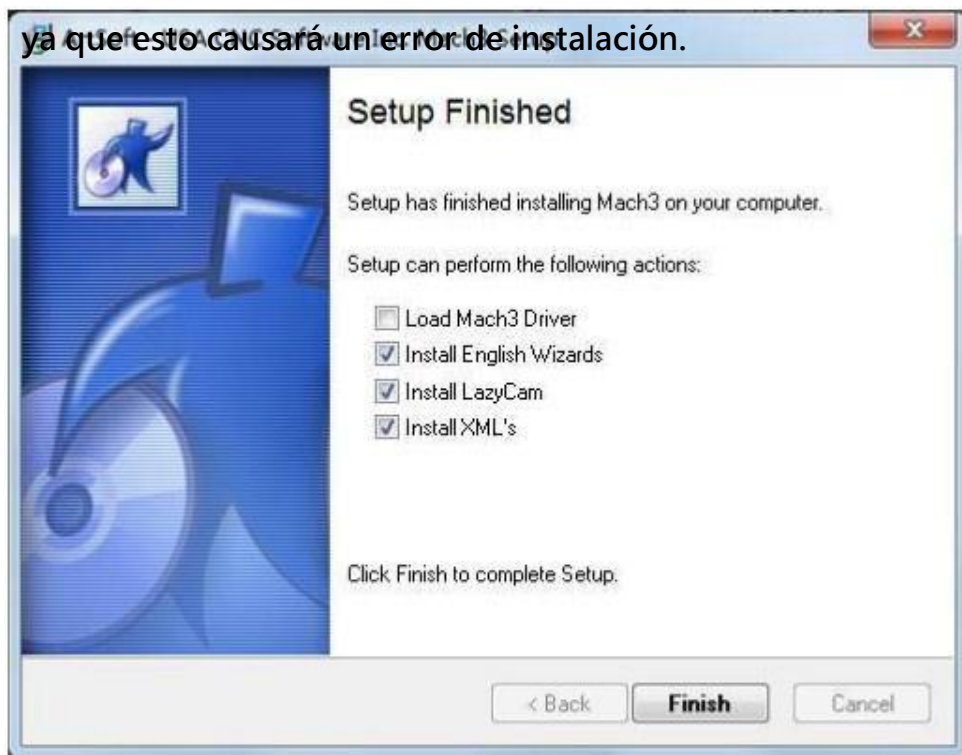 ya que esto causará un error de instalación.
Setup Finished
Setup has finished installing Mach3 on your computer.
Setup can perform the following actions:
Load Mach3 Driver
Install English Wizards
Install LazyCam
Install XML's
Click Finish to complete Setup.
< Back Finish Cancel